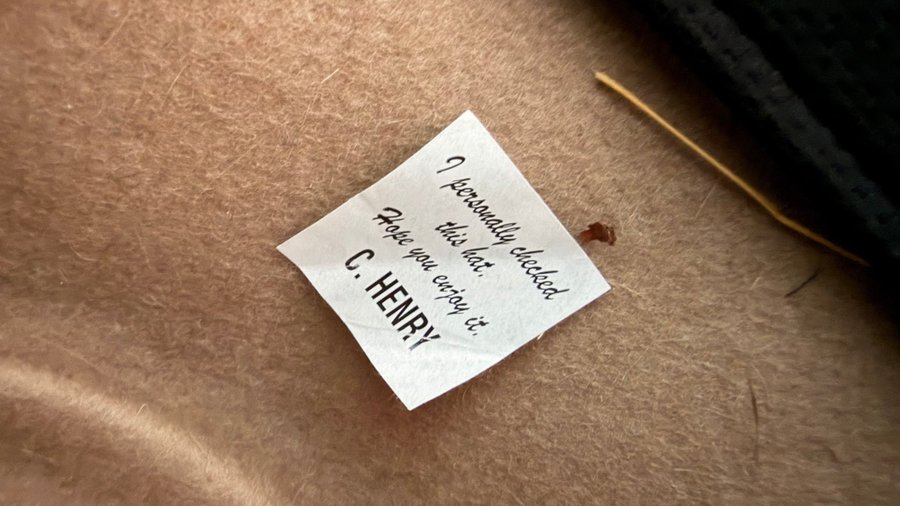 I personally checked
this hat.
Hope you enjoy it.
C. HENRY